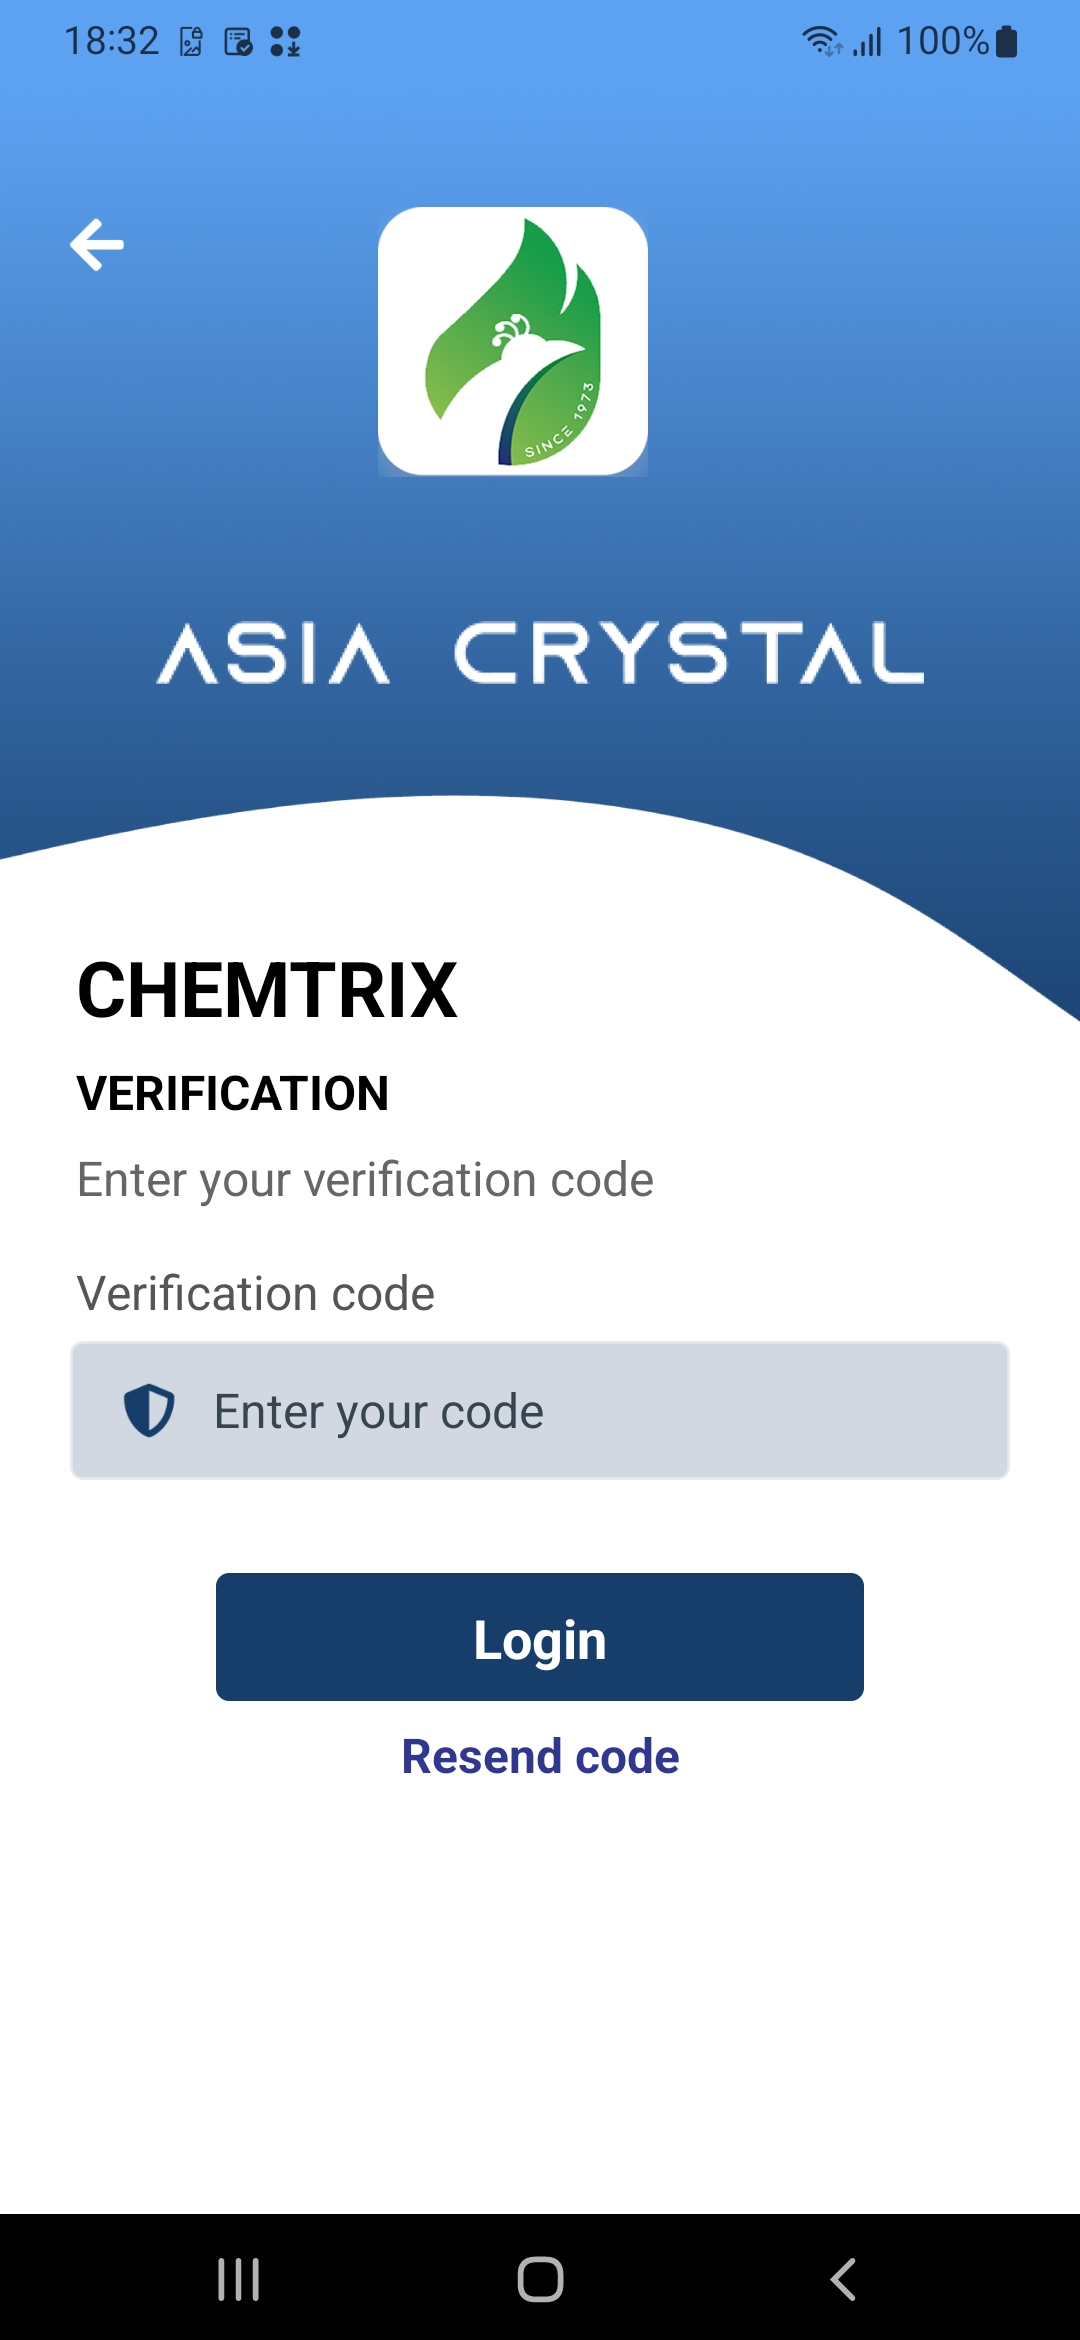 18:32 100%
SINCE 1973
ASIA CRYSTAL
CHEMTRIX
VERIFICATION
Enter your verification code
Verification code
Enter your code
Login
Resend code